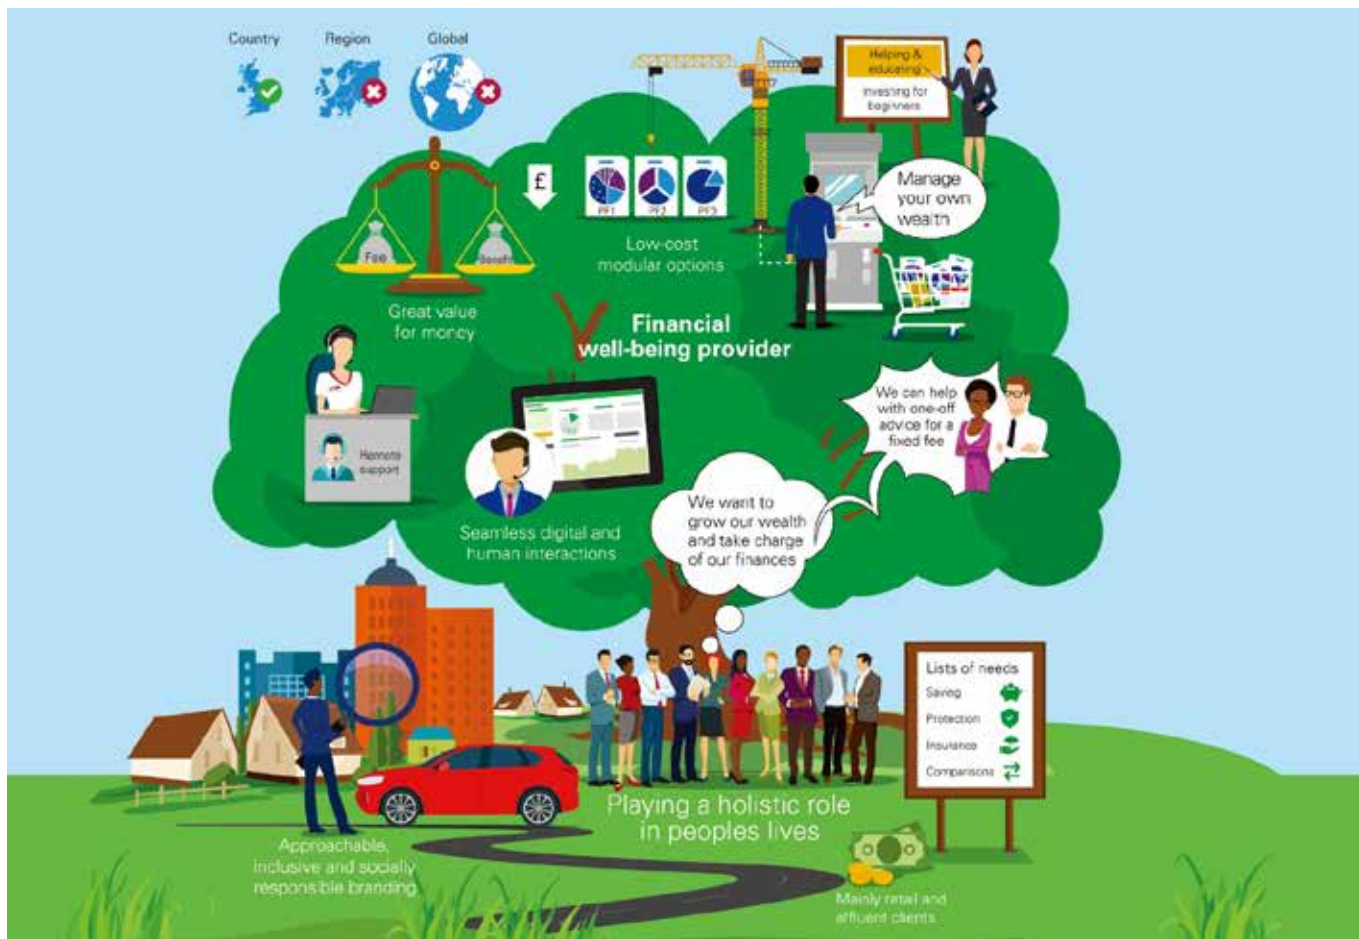 Country
Region
Global
Helping &
educating
Investing for
beginners
£
Manage
your own
wealth
PF1
PF2
PF3
Low-cost
modular options
Fee
Benefit
Great value
for money
Financial
well-being provider
We can help
with one-off
advice for a
fixed fee
Remote
support
We want to
grow our wealth
and take charge
of our finances
Seamless digital and
human interactions
Lists of needs
Saving
Protection
Insurance
Comparisons
Playing a holistic role
in peoples lives
Approachable,
inclusive and socially
responsible branding
Mainly retail and
affluent clients